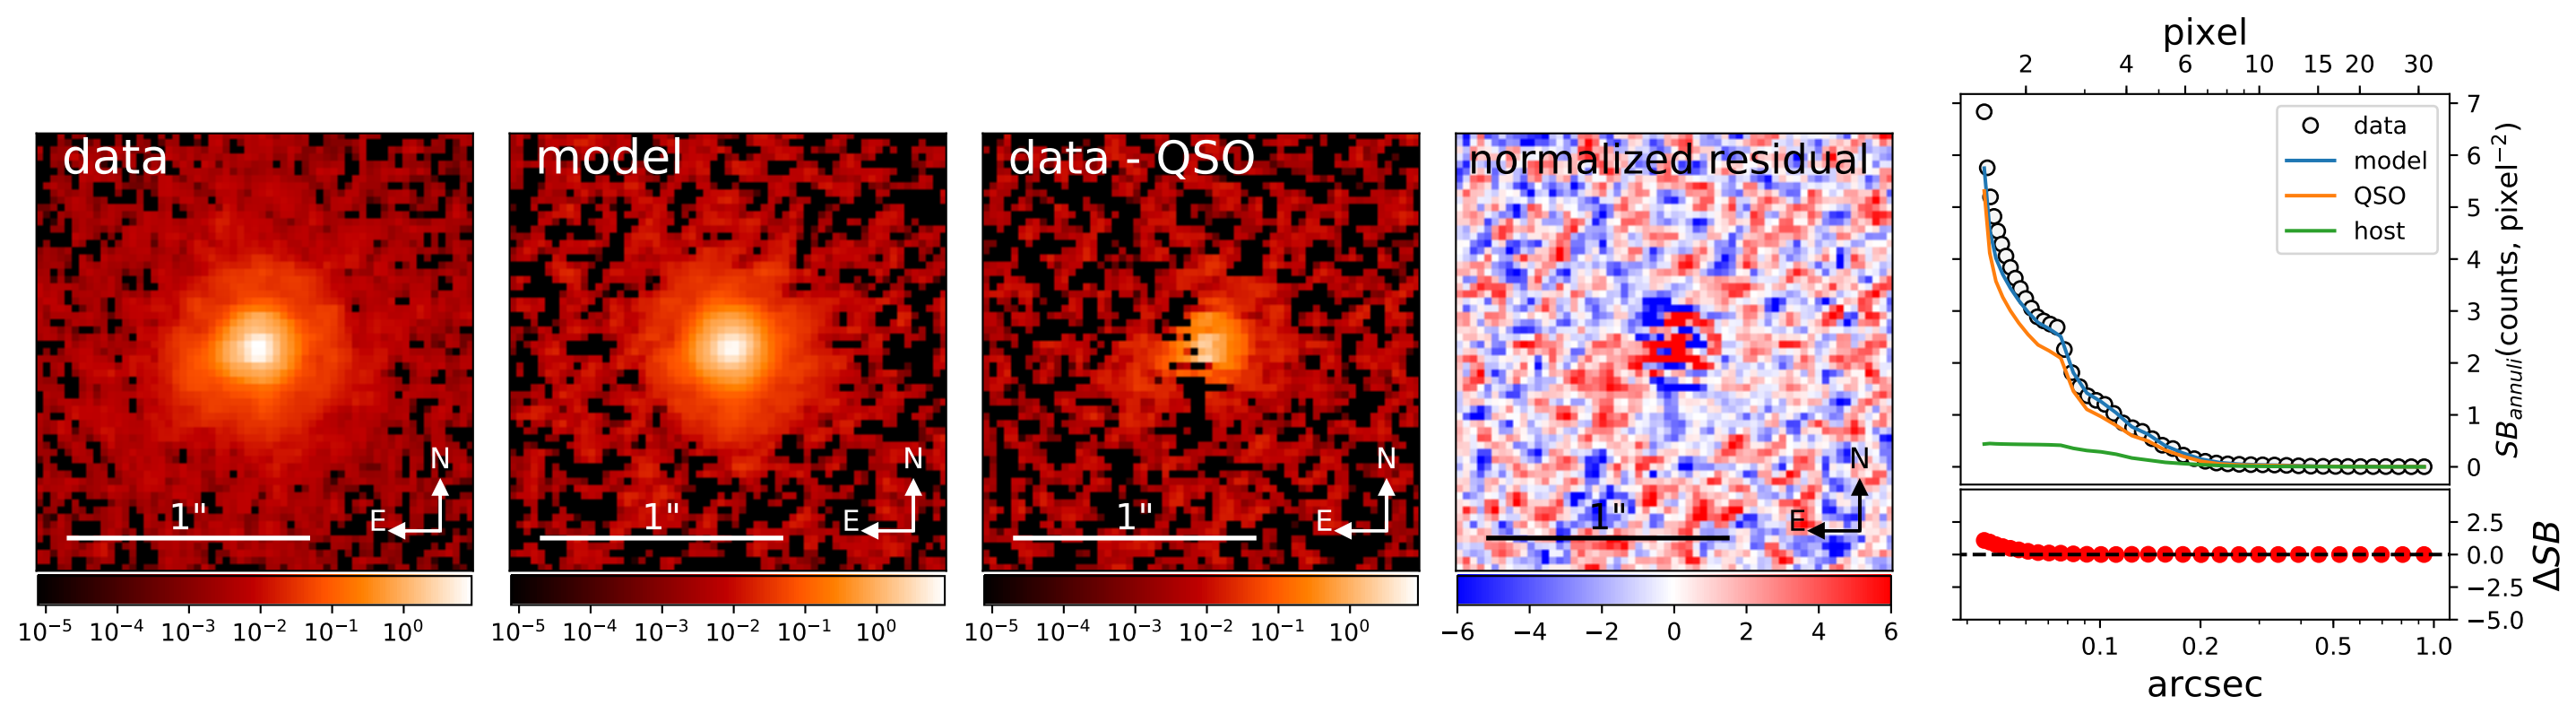 data
N
E
1"
10⁻⁵ 10⁻⁴ 10⁻³ 10⁻² 10⁻¹ 10⁰
model
N
E
1"
10⁻⁵ 10⁻⁴ 10⁻³ 10⁻² 10⁻¹ 10⁰
data - QSO
N
E
1"
10⁻⁵ 10⁻⁴ 10⁻³ 10⁻² 10⁻¹ 10⁰
normalized residual
N
E
1"
−6 −4 −2 0 2 4 6
pixel
2 4 6 10 15 20 30
data
model
QSO
host
7
6
5
4
3
2
1
0
SB_annuli(counts, pixel⁻²)
2.5
0.0
−2.5
−5.0
ΔSB
0.1 0.2 0.5 1.0
arcsec